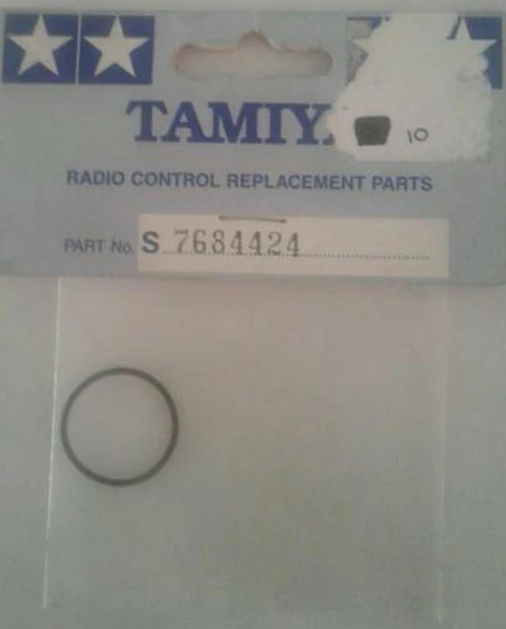 TAMIY
10
RADIO CONTROL REPLACEMENT PARTS
PART No. S 7684424